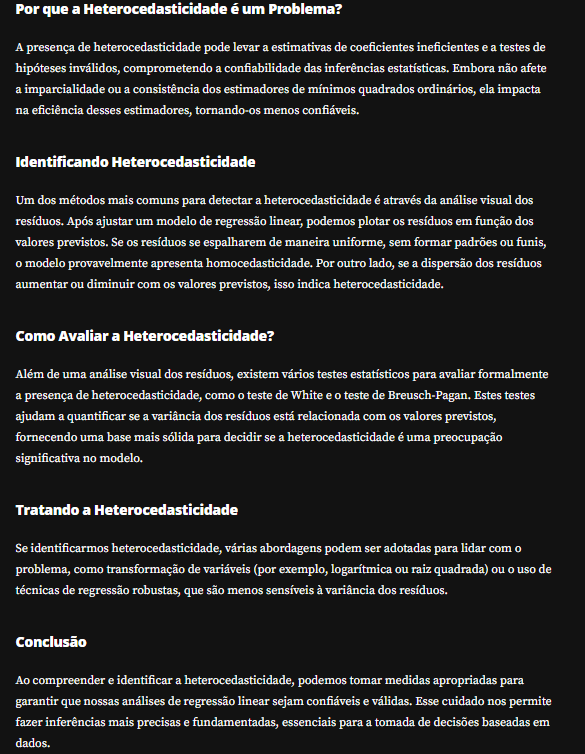 Por que a Heterocedasticidade é um Problema?
A presença de heterocedasticidade pode levar a estimativas de coeficientes ineficientes e a testes de
hipóteses inválidos, comprometendo a confiabilidade das inferências estatísticas. Embora não afete
a imparcialidade ou a consistência dos estimadores de mínimos quadrados ordinários, ela impacta
na eficiência desses estimadores, tornando-os menos confiáveis.
Identificando Heterocedasticidade
Um dos métodos mais comuns para detectar a heterocedasticidade é através da análise visual dos
resíduos. Após ajustar um modelo de regressão linear, podemos plotar os resíduos em função dos
valores previstos. Se os resíduos se espalharem de maneira uniforme, sem formar padrões ou funis,
o modelo provavelmente apresenta homocedasticidade. Por outro lado, se a dispersão dos resíduos
aumentar ou diminuir com os valores previstos, isso indica heterocedasticidade.
Como Avaliar a Heterocedasticidade?
Além de uma análise visual dos resíduos, existem vários testes estatísticos para avaliar formalmente
a presença de heterocedasticidade, como o teste de White e o teste de Breusch-Pagan. Estes testes
ajudam a quantificar se a variância dos resíduos está relacionada com os valores previstos,
fornecendo uma base mais sólida para decidir se a heterocedasticidade é uma preocupação
significativa no modelo.
Tratando a Heterocedasticidade
Se identificarmos heterocedasticidade, várias abordagens podem ser adotadas para lidar com o
problema, como transformação de variáveis (por exemplo, logarítmica ou raiz quadrada) ou o uso de
técnicas de regressão robustas, que são menos sensíveis à variância dos resíduos.
Conclusão
Ao compreender e identificar a heterocedasticidade, podemos tomar medidas apropriadas para
garantir que nossas análises de regressão linear sejam confiáveis e válidas. Esse cuidado nos permite
fazer inferências mais precisas e fundamentadas, essenciais para a tomada de decisões baseadas em
dados.